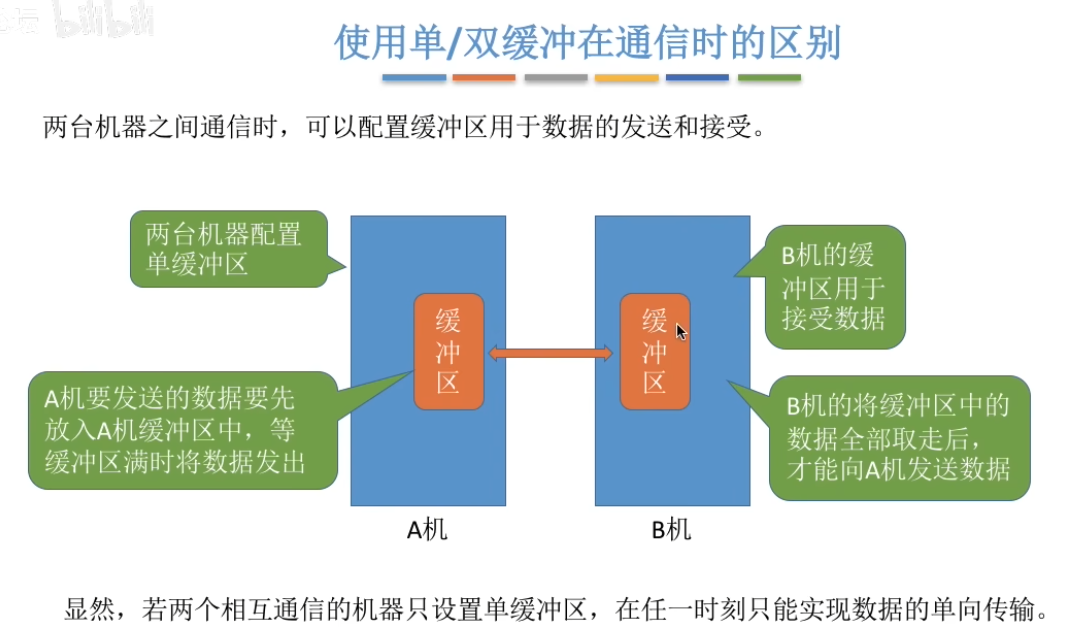 bilibili
使用单/双缓冲在通信时的区别
两台机器之间通信时，可以配置缓冲区用于数据的发送和接受。
两台机器配置
单缓冲区
B机的缓
冲区用于
接受数据
缓
冲
区
缓
冲
区
A机要发送的数据要先
放入A机缓冲区中，等
缓冲区满时将数据发出
B机的将缓冲区中的
数据全部取走后，
才能向A机发送数据
A机
B机
显然，若两个相互通信的机器只设置单缓冲区，在任一时刻只能实现数据的单向传输。